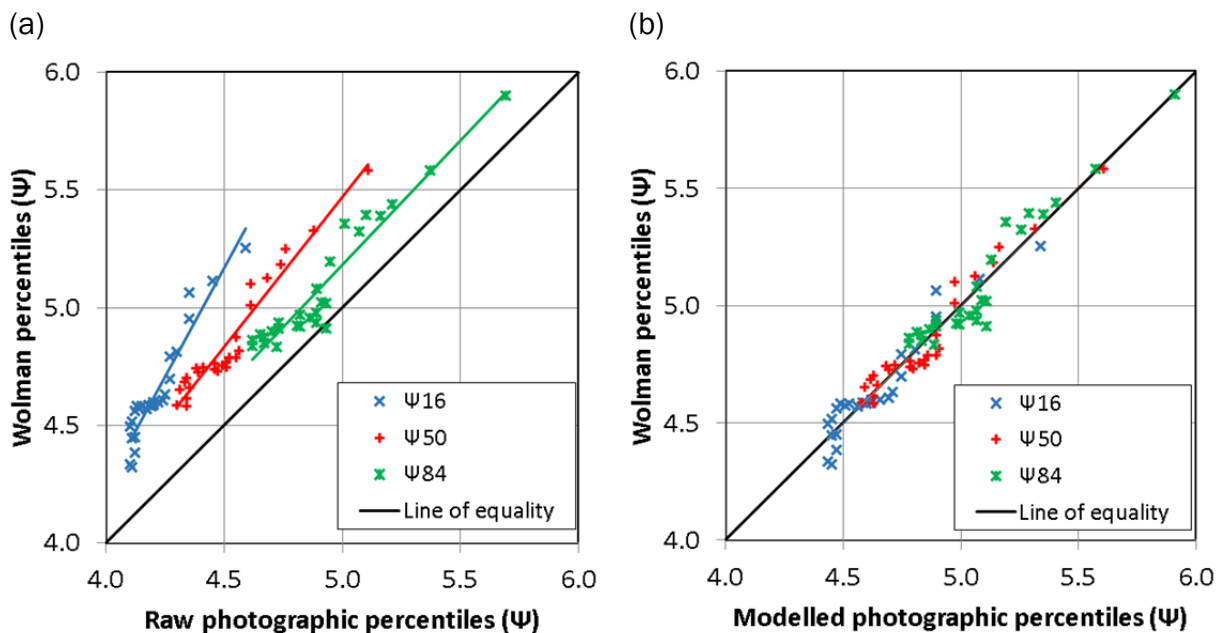 (a)
(b)
6.0
5.5
5.0
4.5
4.0
Wolman percentiles (Ψ)
Ψ16
Ψ50
Ψ84
Line of equality
4.0 4.5 5.0 5.5 6.0
Raw photographic percentiles (Ψ)
6.0
5.5
5.0
4.5
4.0
Wolman percentiles (Ψ)
Ψ16
Ψ50
Ψ84
Line of equality
4.0 4.5 5.0 5.5 6.0
Modelled photographic percentiles (Ψ)